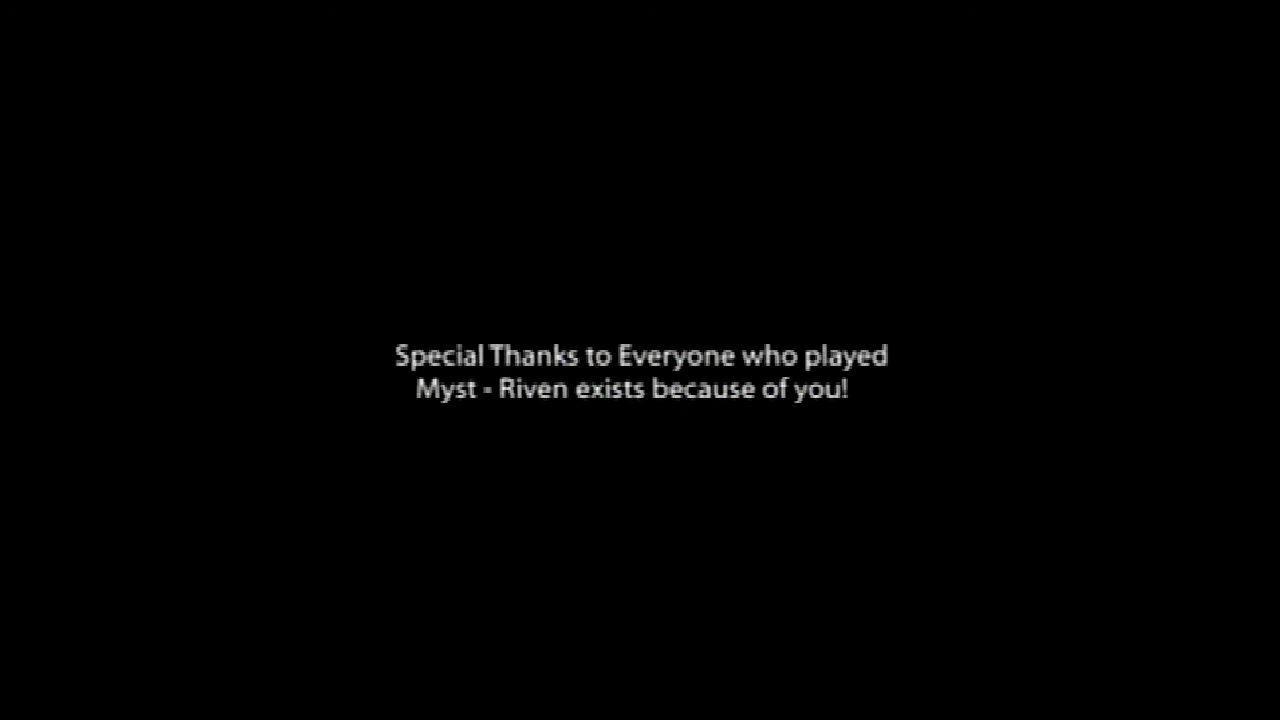 Special Thanks to Everyone who played
Myst - Riven exists because of you!